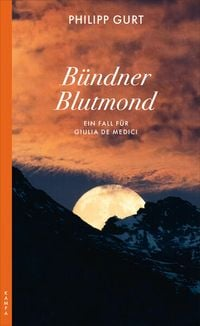 PHILIPP GURT
Bündner
Blutmond
EIN FALL FÜR
GIULIA DE MEDICI
KAMPA